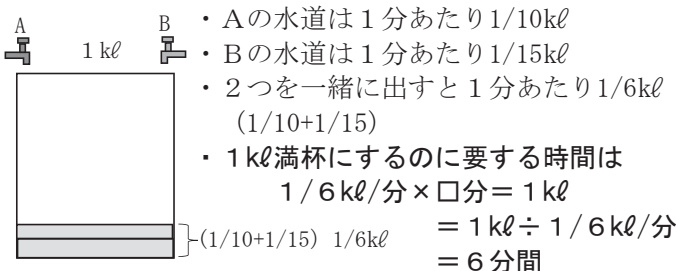 A
B
1 kℓ
・Aの水道は１分あたり1/10kℓ
・Bの水道は１分あたり1/15kℓ
・２つを一緒に出すと１分あたり1/6kℓ
(1/10+1/15)
・１kℓ満杯にするのに要する時間は
１/６kℓ/分×□分＝１kℓ
＝１kℓ÷１/６kℓ/分
＝６分間
(1/10+1/15) 1/6kℓ